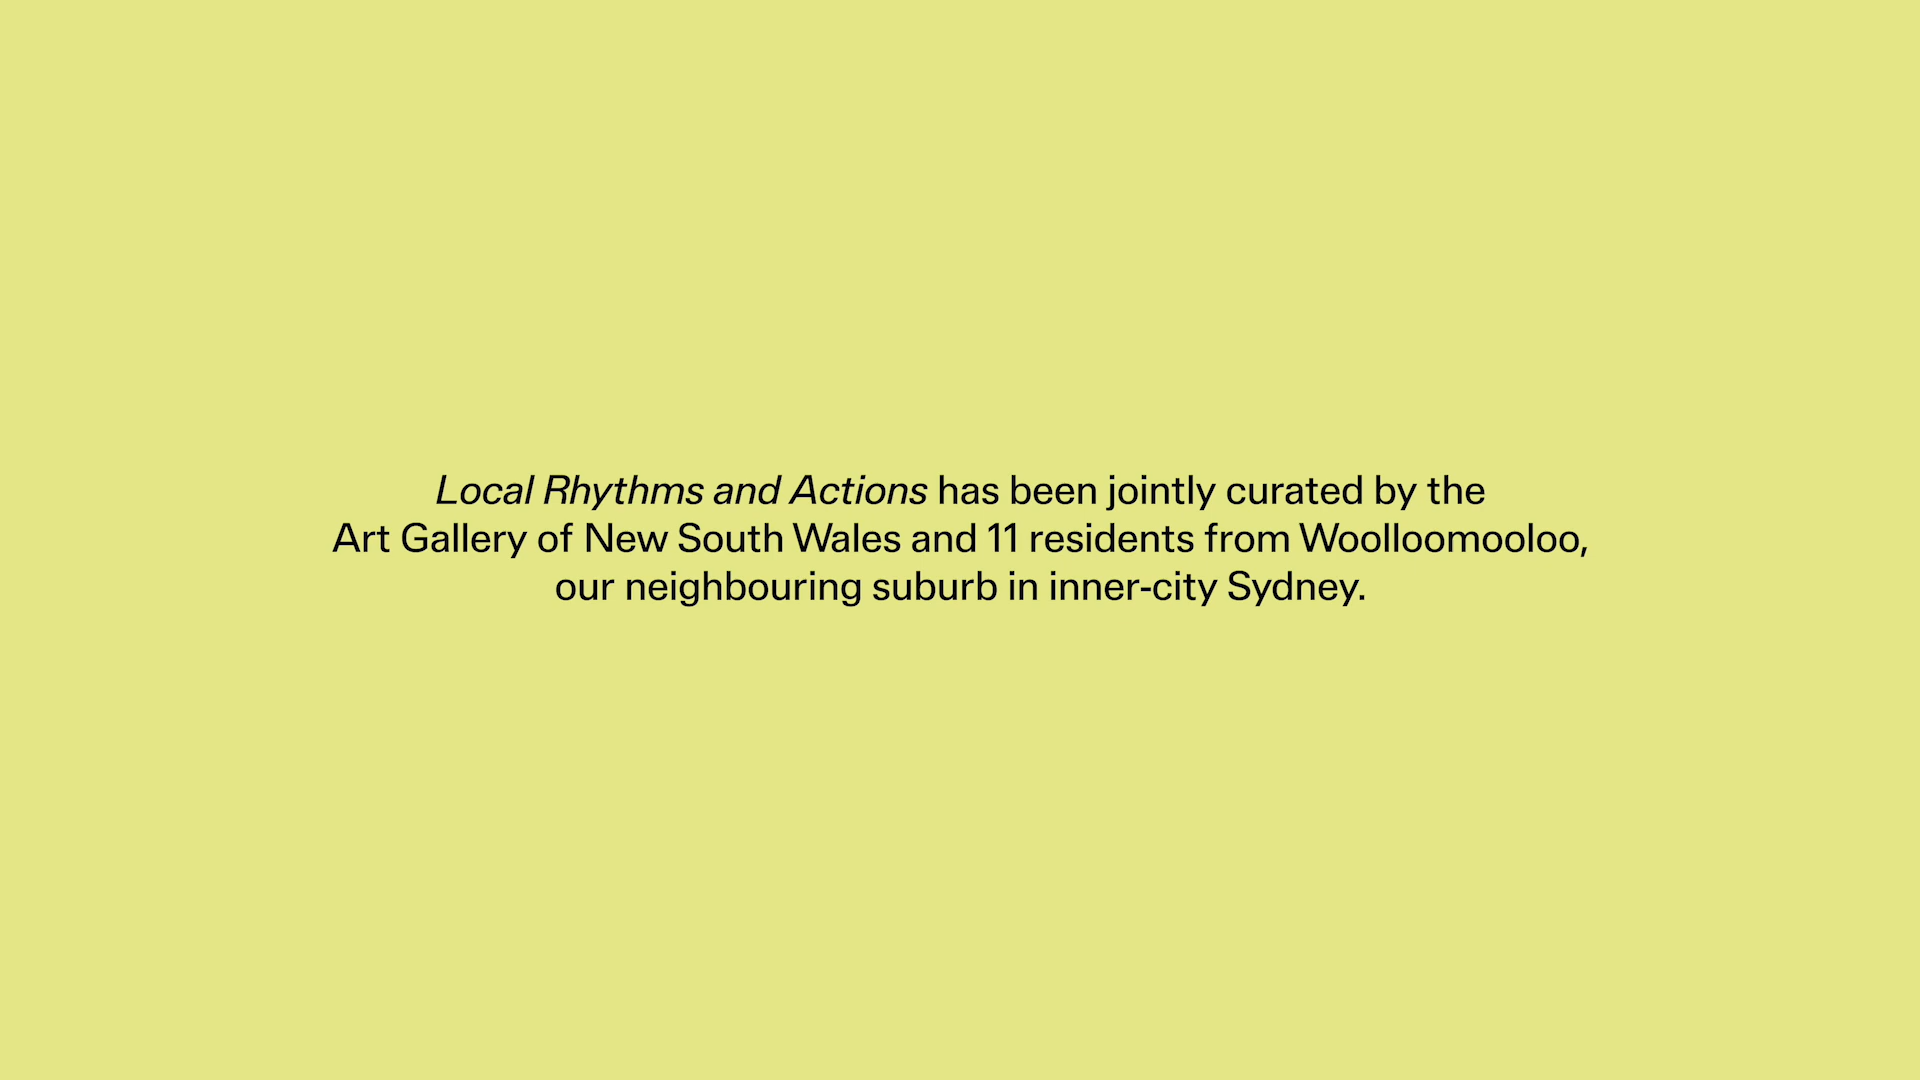 Local Rhythms and Actions has been jointly curated by the
Art Gallery of New South Wales and 11 residents from Woolloomooloo,
our neighbouring suburb in inner-city Sydney.